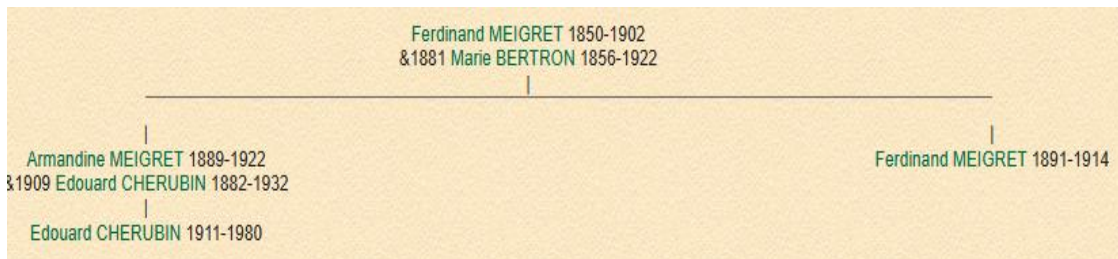 Ferdinand MEIGRET 1850-1902
&1881 Marie BERTRON 1856-1922
Armandine MEIGRET 1889-1922
Ferdinand MEIGRET 1891-1914
&1909 Edouard CHERUBIN 1882-1932
Edouard CHERUBIN 1911-1980